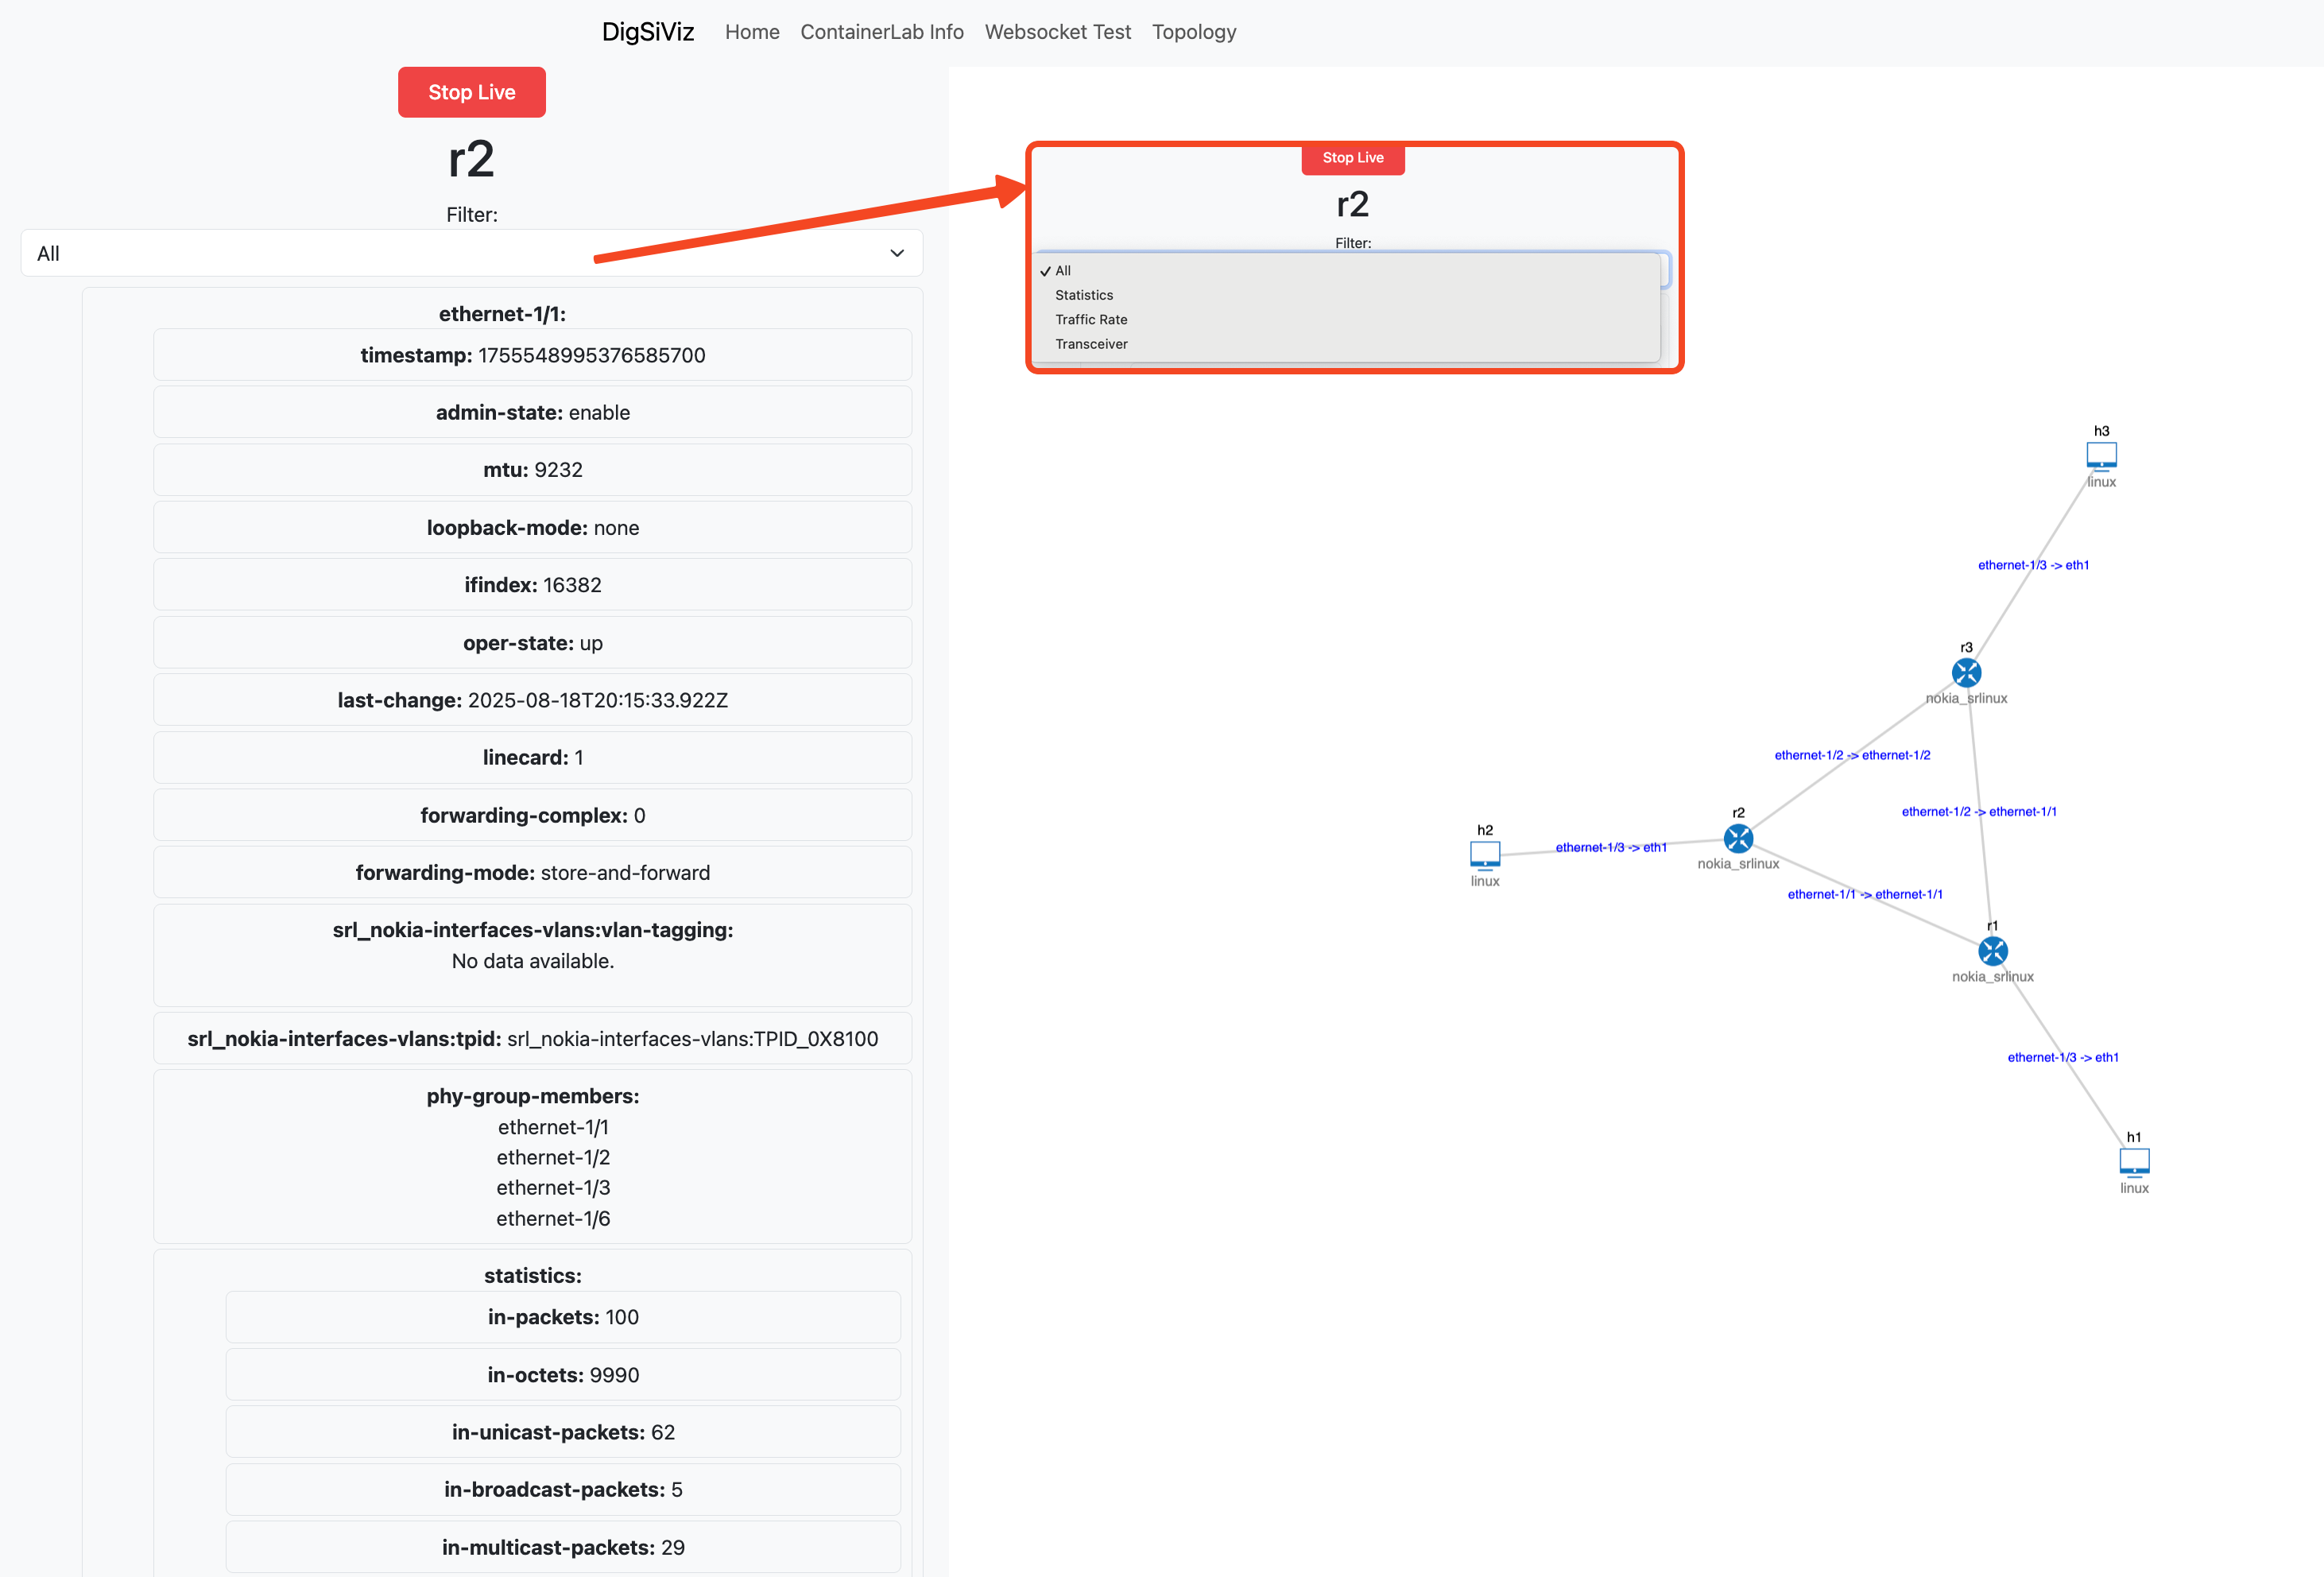 DigSiViz Home ContainerLab Info Websocket Test Topology
Stop Live
r2
Filter:
All
ethernet-1/1:
timestamp: 1755548995376585700
admin-state: enable
mtu: 9232
loopback-mode: none
ifindex: 16382
oper-state: up
last-change: 2025-08-18T20:15:33.922Z
linecard: 1
forwarding-complex: 0
forwarding-mode: store-and-forward
srl_nokia-interfaces-vlans:vlan-tagging:
No data available.
srl_nokia-interfaces-vlans:tpid: srl_nokia-interfaces-vlans:TPID_0X8100
phy-group-members:
ethernet-1/1
ethernet-1/2
ethernet-1/3
ethernet-1/6
statistics:
in-packets: 100
in-octets: 9990
in-unicast-packets: 62
in-broadcast-packets: 5
in-multicast-packets: 29
Stop Live
r2
Filter:
All
Statistics
Traffic Rate
Transceiver
h3
linux
ethernet-1/3 -> eth1
r3
nokia_srlinux
ethernet-1/2 -> ethernet-1/2
ethernet-1/2 -> ethernet-1/1
r2
nokia_srlinux
h2
linux
ethernet-1/3 -> eth1
ethernet-1/1 -> ethernet-1/1
r1
nokia_srlinux
ethernet-1/3 -> eth1
h1
linux